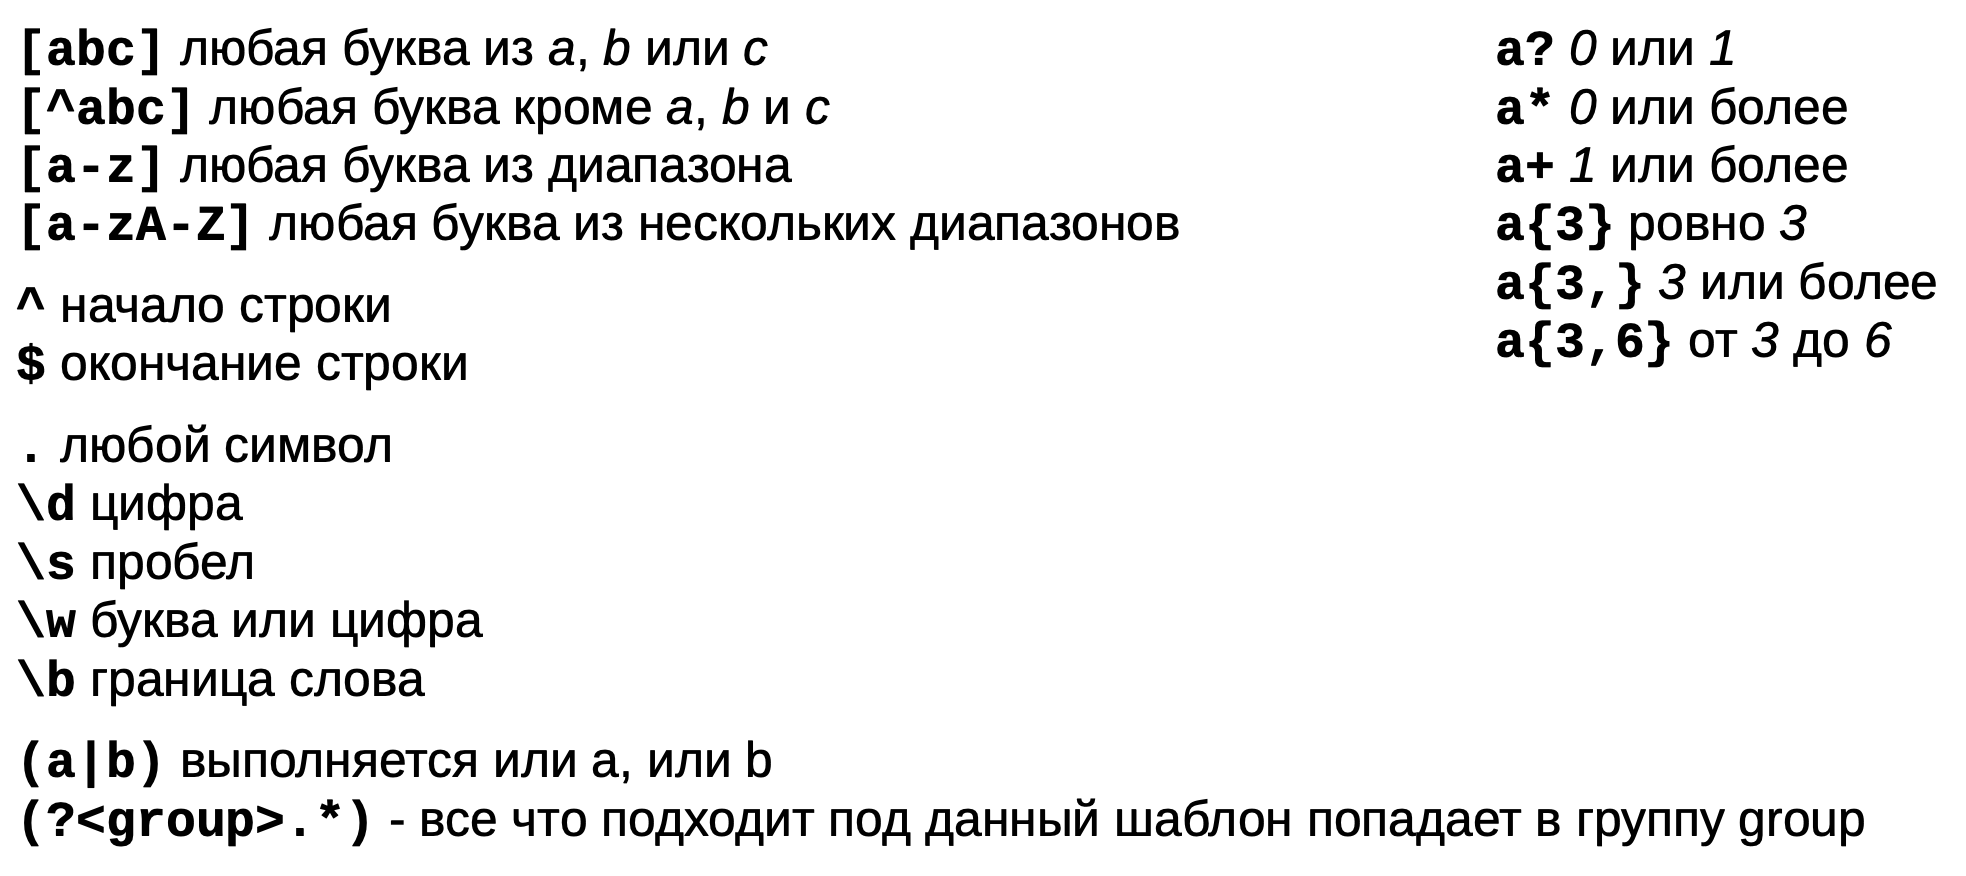 [abc] любая буква из a, b или c
[^abc] любая буква кроме a, b и c
[a-z] любая буква из диапазона
[a-zA-Z] любая буква из нескольких диапазонов
^ начало строки
$ окончание строки
. любой символ
\d цифра
\s пробел
\w буква или цифра
\b граница слова
(a|b) выполняется или a, или b
(?<group>.*) - все что подходит под данный шаблон попадает в группу group
a? 0 или 1
a* 0 или более
a+ 1 или более
a{3} ровно 3
a{3,} 3 или более
a{3,6} от 3 до 6